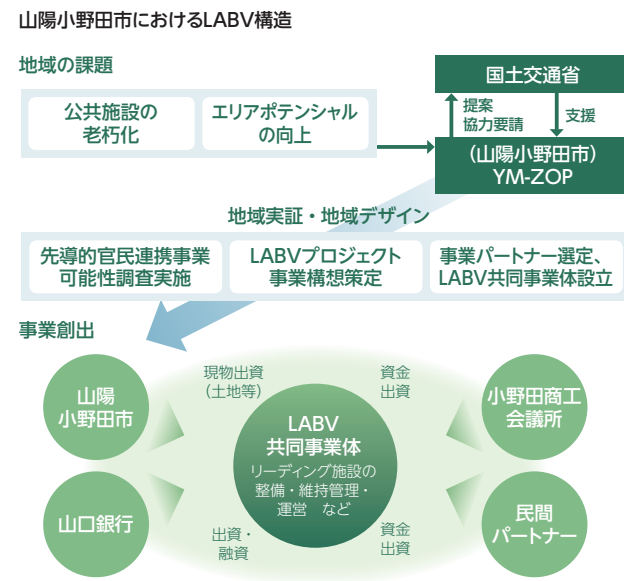 山陽小野田市におけるLABV構造
地域の課題
公共施設の
老朽化
エリアポテンシャル
の向上
国土交通省
提案
協力要請
支援
（山陽小野田市）
YM-ZOP
地域実証・地域デザイン
先導的官民連携事業
可能性調査実施
LABVプロジェクト
事業構想策定
事業パートナー選定、
LABV共同事業体設立
事業創出
山陽
小野田市
現物出資
（土地等）
資金
出資
小野田商工
会議所
LABV
共同事業体
リーディング施設の
整備・維持管理・
運営　など
山口銀行
出資・
融資
資金
出資
民間
パートナー